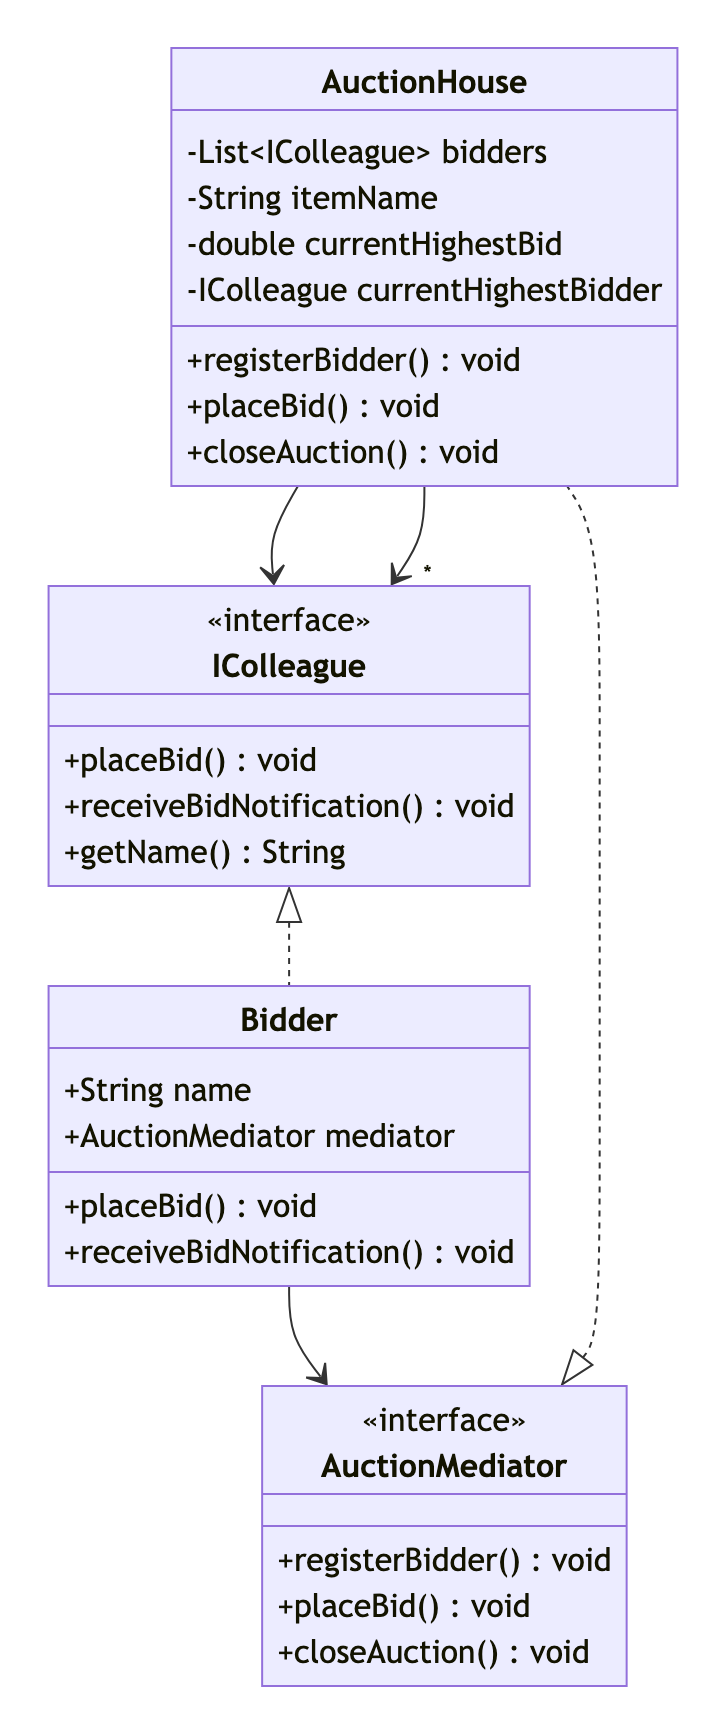 AuctionHouse
-List<IColleague> bidders
-String itemName
-double currentHighestBid
-IColleague currentHighestBidder
+registerBidder() : void
+placeBid() : void
+closeAuction() : void
*
«interface»
IColleague
+placeBid() : void
+receiveBidNotification() : void
+getName() : String
Bidder
+String name
+AuctionMediator mediator
+placeBid() : void
+receiveBidNotification() : void
«interface»
AuctionMediator
+registerBidder() : void
+placeBid() : void
+closeAuction() : void